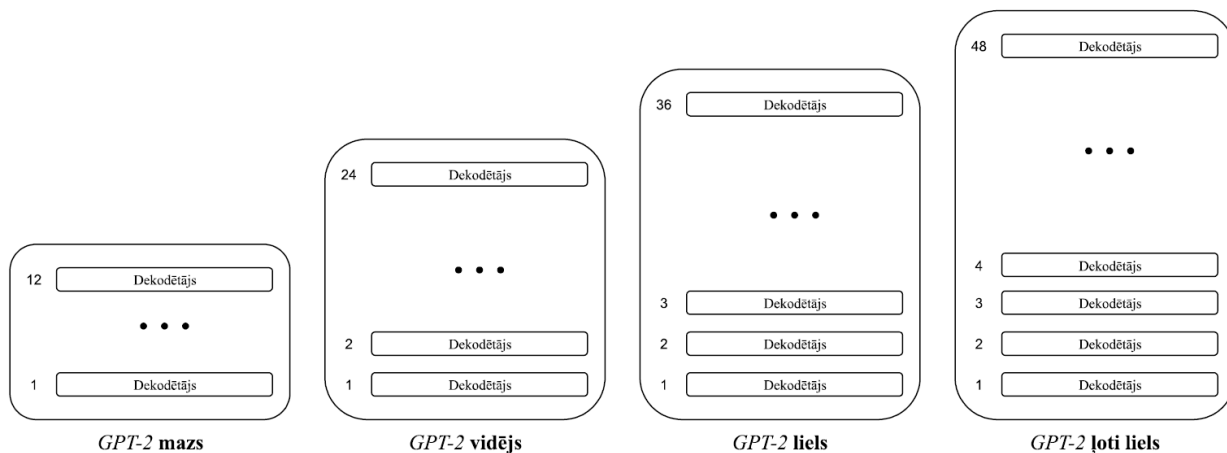 12 Dekodētājs
1 Dekodētājs
GPT-2 mazs
24 Dekodētājs
2 Dekodētājs
1 Dekodētājs
GPT-2 vidējs
36 Dekodētājs
3 Dekodētājs
2 Dekodētājs
1 Dekodētājs
GPT-2 liels
48 Dekodētājs
4 Dekodētājs
3 Dekodētājs
2 Dekodētājs
1 Dekodētājs
GPT-2 ļoti liels